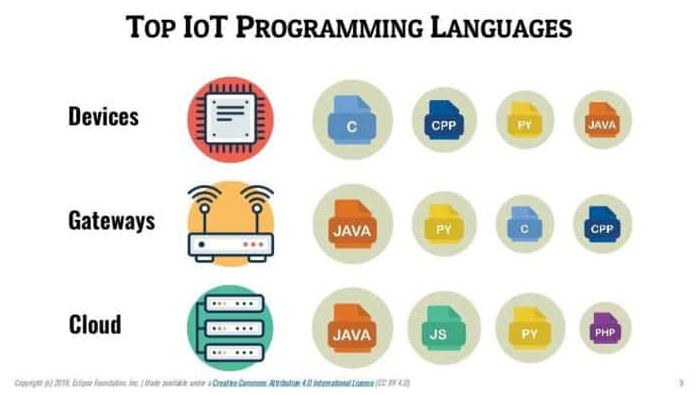 TOP IOT PROGRAMMING LANGUAGES
Devices
C
CPP
PY
JAVA
Gateways
JAVA
PY
C
CPP
Cloud
JAVA
JS
PY
PHP
Copyright (c) 2018, Eclipse Foundation, Inc. | Made available under a Creative Commons Attribution 4.0 International License (CC BY 4.0)
9